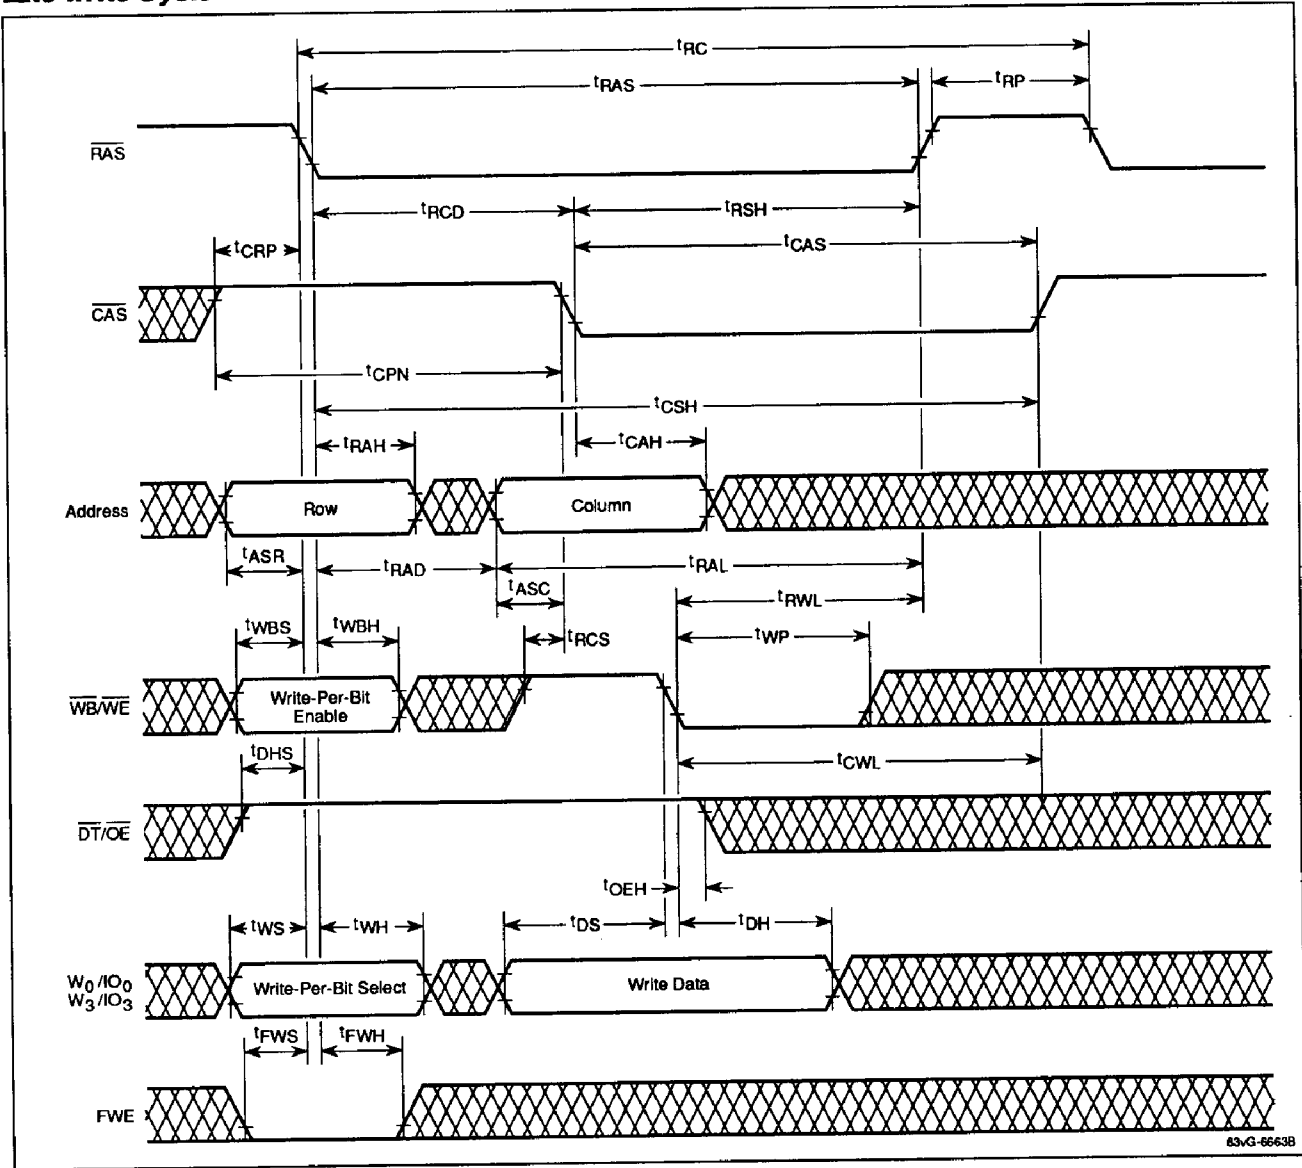 tRC
tRAS
tRP
RAS
tRCD
tRSH
tCRP
tCAS
CAS
tCPN
tCSH
tRAH
tCAH
Address
Row
Column
tASR
tRAD
tRAL
tASC
tRWL
tWBS
tWBH
tRCS
tWP
WB/WE
Write-Per-Bit
Enable
tDHS
tCWL
DT/OE
tOEH
tWS
tWH
tDS
tDH
W0/IO0
W3/IO3
Write-Per-Bit Select
Write Data
tFWS
tFWH
FWE
83vG-6663B